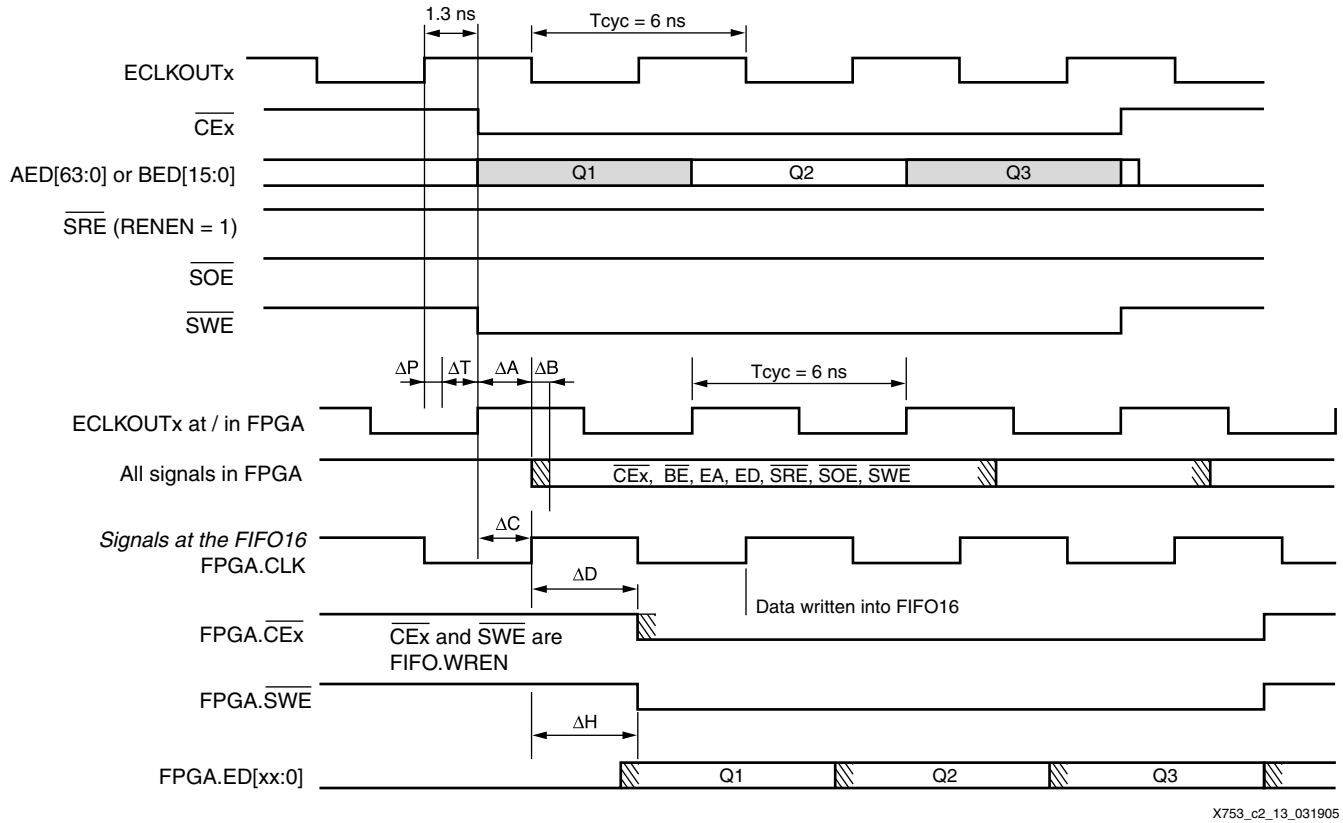 1.3 ns
Tcyc = 6 ns
ECLKOUTx
CEx
AED[63:0] or BED[15:0]
Q1
Q2
Q3
SRE (RENEN = 1)
SOE
SWE
ΔP
ΔT
ΔA
ΔB
Tcyc = 6 ns
ECLKOUTx at / in FPGA
All signals in FPGA
CEx, BE, EA, ED, SRE, SOE, SWE
ΔC
Signals at the FIFO16
FPGA.CLK
ΔD
Data written into FIFO16
FPGA.CEx
CEx and SWE are
FIFO.WREN
FPGA.SWE
ΔH
FPGA.ED[xx:0]
Q1
Q2
Q3
X753_c2_13_031905